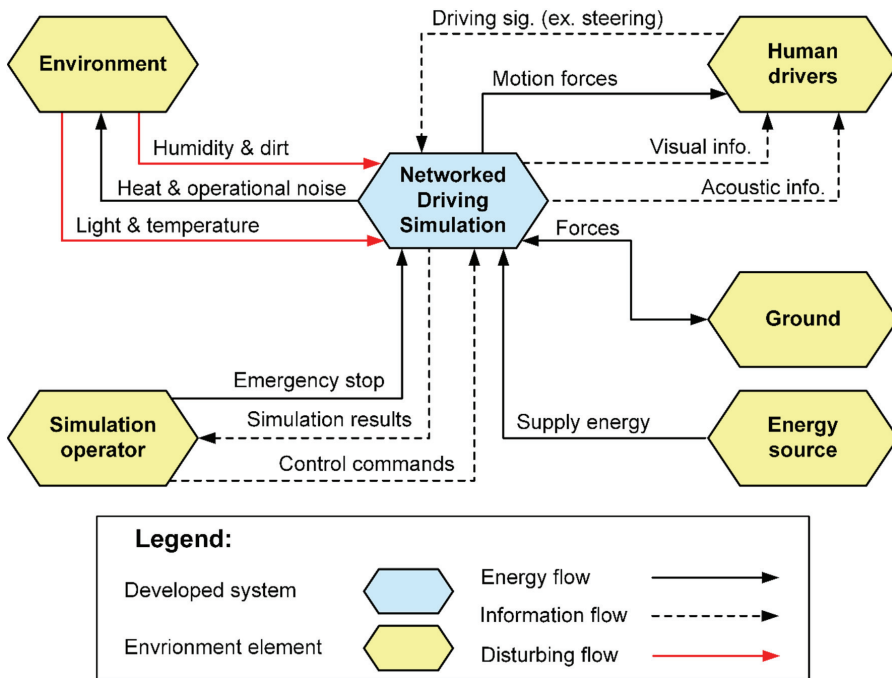 Driving sig. (ex. steering)
Environment
Human
drivers
Motion forces
Humidity & dirt
Visual info.
Heat & operational noise
Networked
Driving
Simulation
Acoustic info.
Light & temperature
Forces
Ground
Emergency stop
Simulation
operator
Simulation results
Supply energy
Energy
source
Control commands
Legend:
Developed system
Energy flow
Information flow
Envrionment element
Disturbing flow